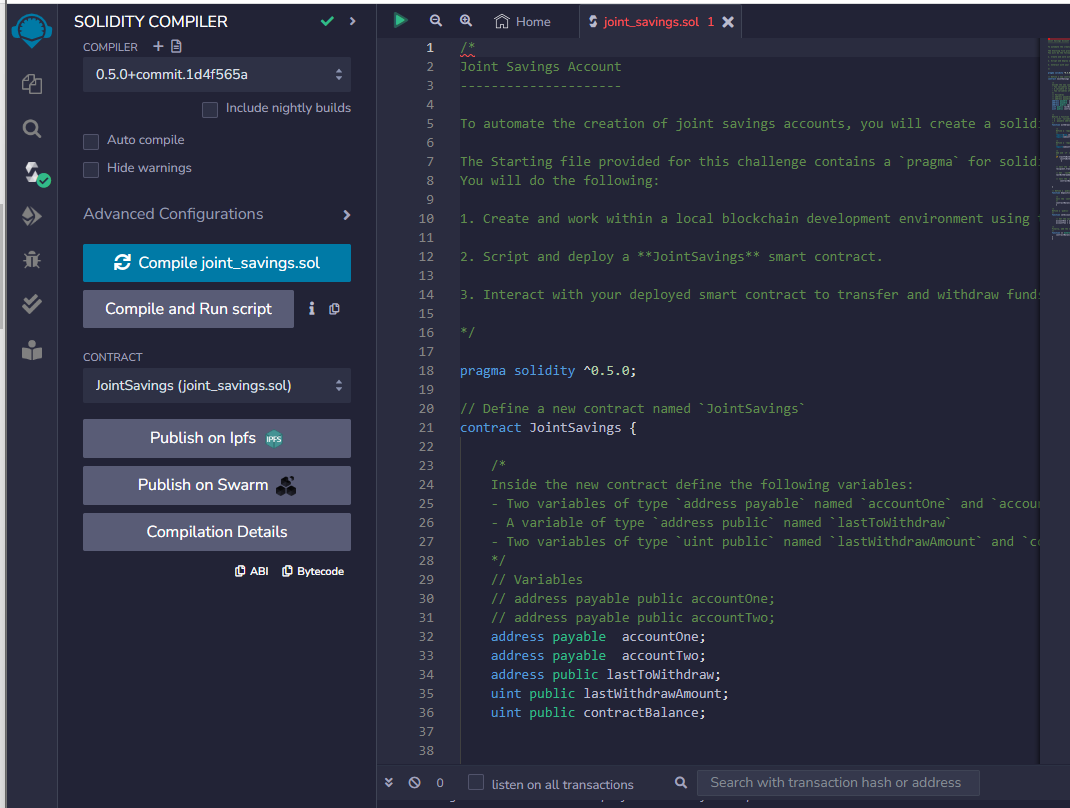 SOLIDITY COMPILER
COMPILER
0.5.0+commit.1d4f565a
Include nightly builds
Auto compile
Hide warnings
Advanced Configurations
Compile joint_savings.sol
Compile and Run script
CONTRACT
JointSavings (joint_savings.sol)
Publish on Ipfs IPFS
Publish on Swarm
Compilation Details
ABI Bytecode
Home joint_savings.sol 1
1 /*
2 Joint Savings Account
3 ---------------------
4
5 To automate the creation of joint savings accounts, you will create a solid
6
7 The Starting file provided for this challenge contains a `pragma` for solid
8 You will do the following:
9
10 1. Create and work within a local blockchain development environment using
11
12 2. Script and deploy a **JointSavings** smart contract.
13
14 3. Interact with your deployed smart contract to transfer and withdraw funds
15
16 */
17
18 pragma solidity ^0.5.0;
19
20 // Define a new contract named `JointSavings`
21 contract JointSavings {
22
23 /*
24 Inside the new contract define the following variables:
25 - Two variables of type `address payable` named `accountOne` and `accou
26 - A variable of type `address public` named `lastToWithdraw`
27 - Two variables of type `uint public` named `lastWithdrawAmount` and `co
28 */
29 // Variables
30 // address payable public accountOne;
31 // address payable public accountTwo;
32 address payable  accountOne;
33 address payable  accountTwo;
34 address public lastToWithdraw;
35 uint public lastWithdrawAmount;
36 uint public contractBalance;
37
38
0 listen on all transactions Search with transaction hash or address